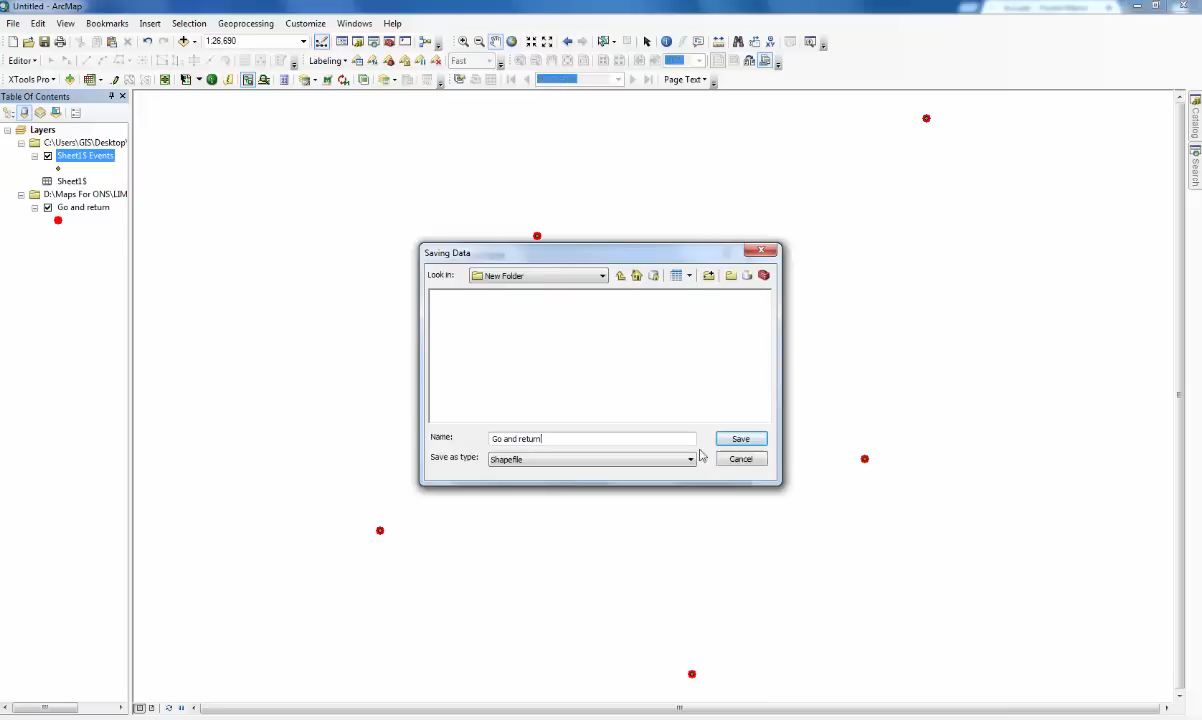 Untitled - ArcMap
File Edit View Bookmarks Insert Selection Geoprocessing Customize Windows Help
1:26,690
Editor Labeling Fast
XTools Pro Page Text
Table Of Contents
Layers
C:\Users\GIS\Desktop\
Sheet1$ Events
Sheet1$
D:\Maps For ONS\LIM
Go and return
Saving Data
Look in: New Folder
Name: Go and return
Save
Save as type: Shapefile
Cancel
Catalog
Search